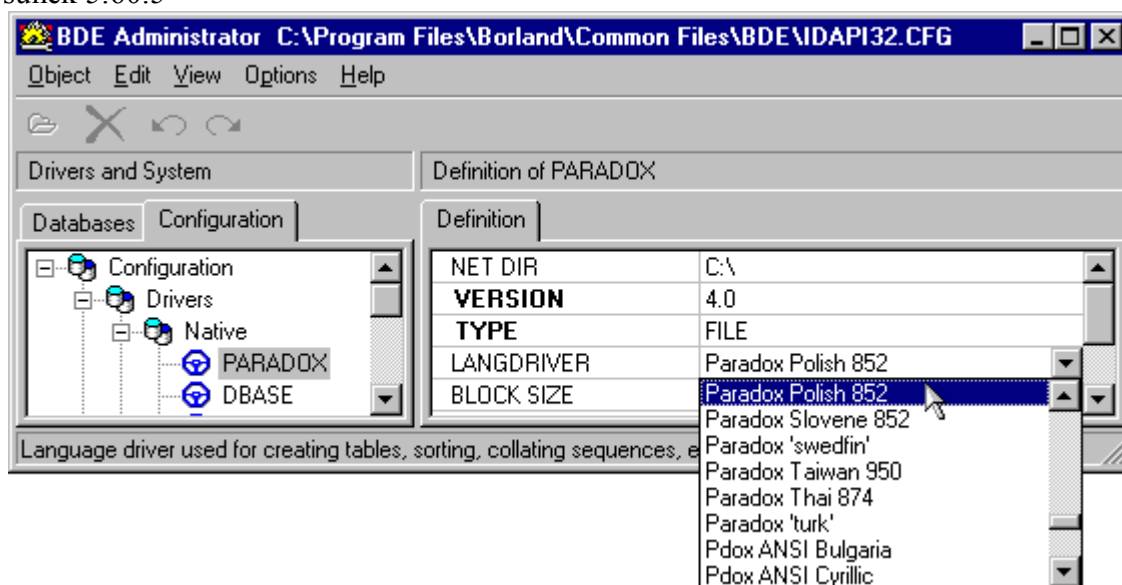 BDE Administrator C:\Program Files\Borland\Common Files\BDE\IDAPI32.CFG
Object Edit View Options Help
Drivers and System
Definition of PARADOX
Databases Configuration
Definition
Configuration
Drivers
Native
PARADOX
DBASE
NET DIR C:\
VERSION 4.0
TYPE FILE
LANGDRIVER Paradox Polish 852
BLOCK SIZE
Paradox Polish 852
Paradox Slovene 852
Paradox 'swedfin'
Paradox Taiwan 950
Paradox Thai 874
Paradox 'turk'
Pdox ANSI Bulgaria
Pdox ANSI Cyrillic
Language driver used for creating tables, sorting, collating sequences, e